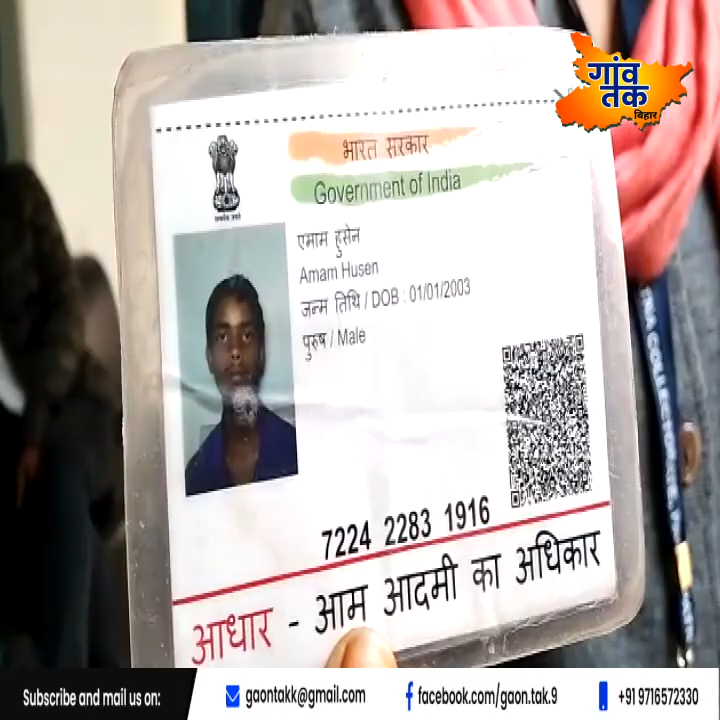 गांव
तक
बिहार
भारत सरकार
Government of India
एमाम हुसेन
Amam Husen
जन्म तिथि / DOB : 01/01/2003
पुरुष / Male
7224 2283 1916
आधार - आम आदमी का अधिकार
Subscribe and mail us on:
gaontakk@gmail.com
facebook.com/gaon.tak.9
+91 9716572330